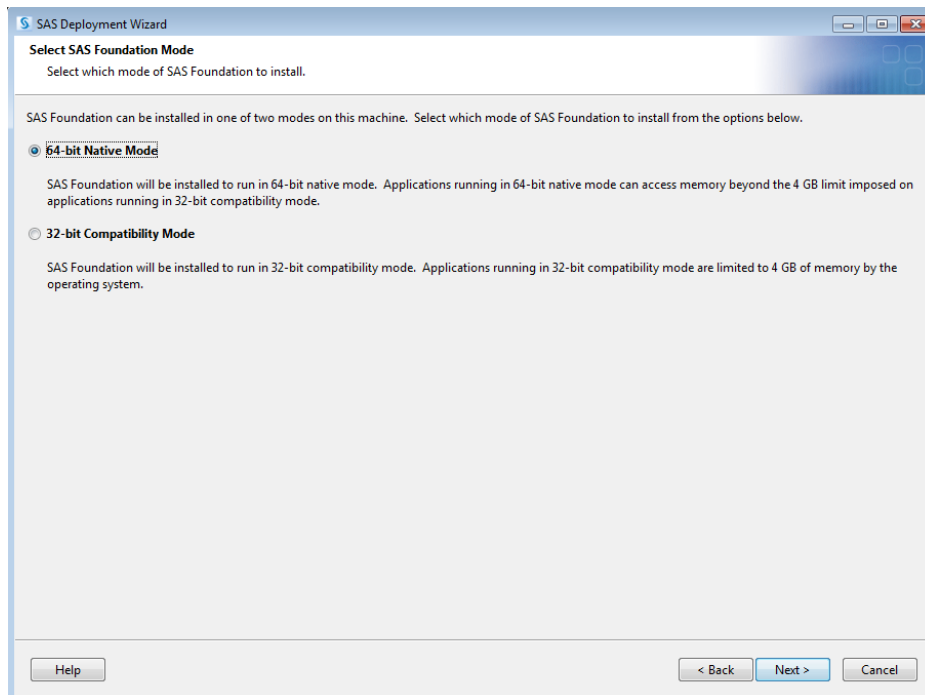 SAS Deployment Wizard
Select SAS Foundation Mode
Select which mode of SAS Foundation to install.
SAS Foundation can be installed in one of two modes on this machine.  Select which mode of SAS Foundation to install from the options below.
64-bit Native Mode
SAS Foundation will be installed to run in 64-bit native mode.  Applications running in 64-bit native mode can access memory beyond the 4 GB limit imposed on
applications running in 32-bit compatibility mode.
32-bit Compatibility Mode
SAS Foundation will be installed to run in 32-bit compatibility mode.  Applications running in 32-bit compatibility mode are limited to 4 GB of memory by the
operating system.
Help
< Back
Next >
Cancel